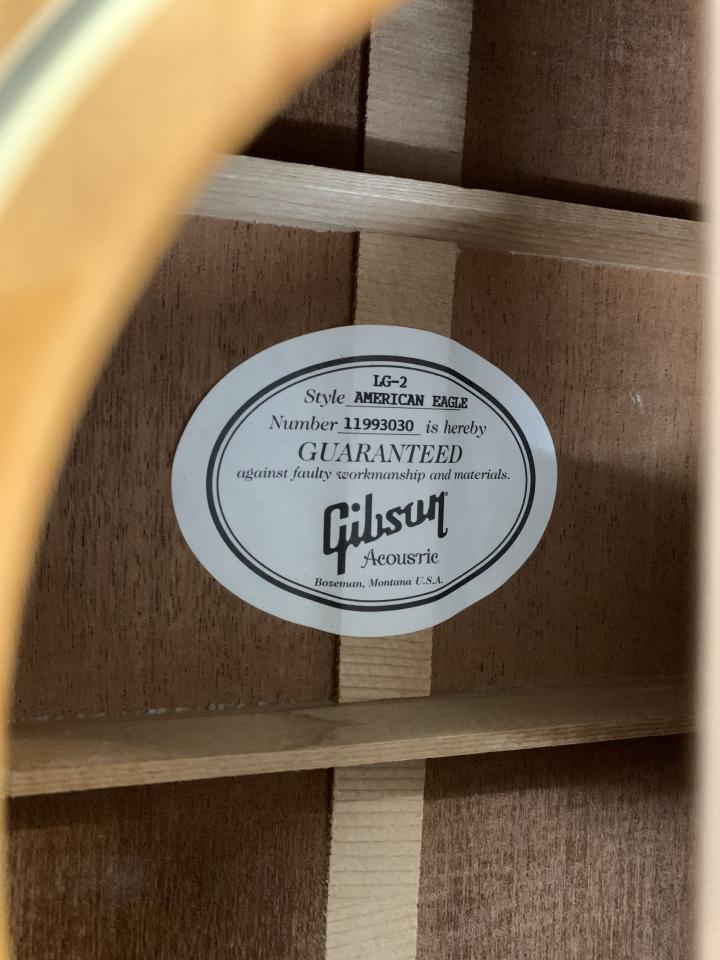 LG-2
Style AMERICAN EAGLE
Number 11993030 is hereby
GUARANTEED
against faulty workmanship and materials.
Gibson
Acoustic
Bozeman, Montana U.S.A.